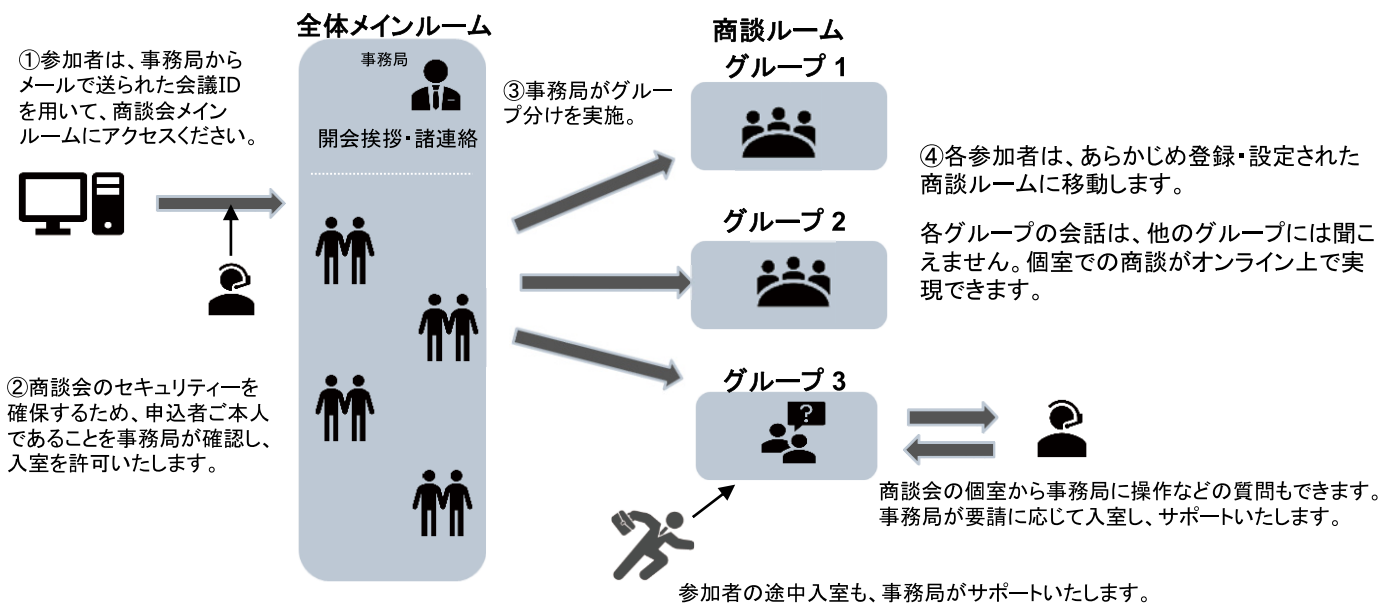 全体メインルーム
事務局
開会挨拶・諸連絡
①参加者は、事務局から
メールで送られた会議ID
を用いて、商談会メイン
ルームにアクセスください。
②商談会のセキュリティーを
確保するため、申込者ご本人
であることを事務局が確認し、
入室を許可いたします。
③事務局がグルー
プ分けを実施。
商談ルーム
グループ 1
グループ 2
グループ 3
?
④各参加者は、あらかじめ登録・設定された
商談ルームに移動します。
各グループの会話は、他のグループには聞こ
えません。個室での商談がオンライン上で実
現できます。
商談会の個室から事務局に操作などの質問もできます。
事務局が要請に応じて入室し、サポートいたします。
参加者の途中入室も、事務局がサポートいたします。